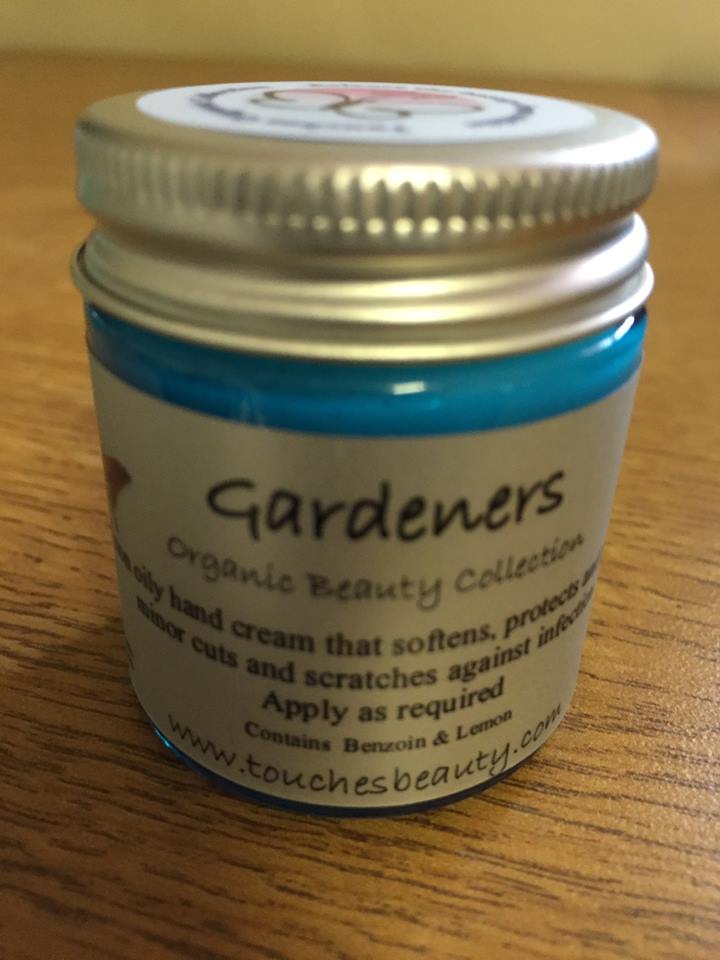 Gardeners
Organic Beauty Collection
oily hand cream that softens, protects
minor cuts and scratches against
Apply as required
Contains Benzoin & Lemon
www.touchesbeauty.com